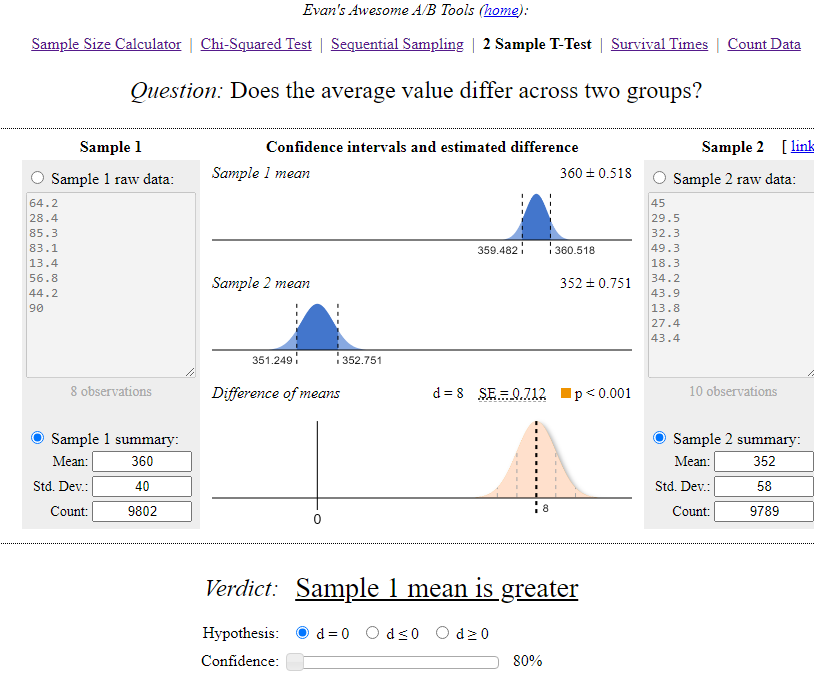 Evan's Awesome A/B Tools (home):
Sample Size Calculator | Chi-Squared Test | Sequential Sampling | 2 Sample T-Test | Survival Times | Count Data
Question: Does the average value differ across two groups?
Sample 1
Sample 1 raw data:
64.2
28.4
85.3
83.1
13.4
56.8
44.2
90
8 observations
Sample 1 summary:
Mean: 360
Std. Dev.: 40
Count: 9802
Confidence intervals and estimated difference
Sample 1 mean 360 ± 0.518
359.482 360.518
Sample 2 mean 352 ± 0.751
351.249 352.751
Difference of means d = 8 SE = 0.712 p < 0.001
0 8
Sample 2 [ link
Sample 2 raw data:
45
29.5
32.3
49.3
18.3
34.2
43.9
13.8
27.4
43.4
10 observations
Sample 2 summary:
Mean: 352
Std. Dev.: 58
Count: 9789
Verdict: Sample 1 mean is greater
Hypothesis: d = 0 d ≤ 0 d ≥ 0
Confidence: 80%